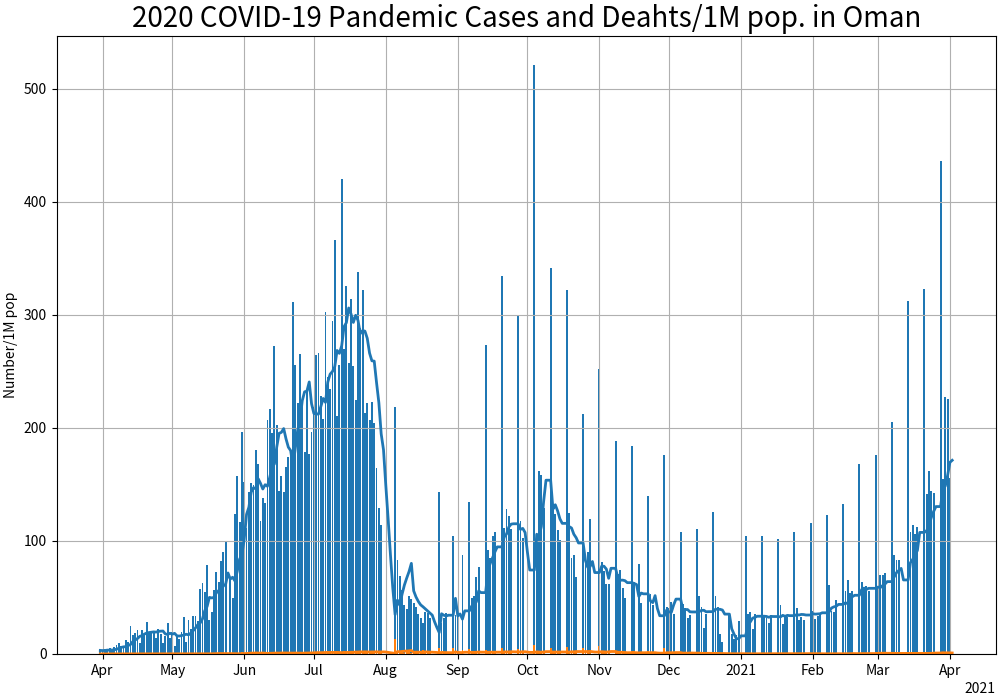 2020 COVID-19 Pandemic Cases and Deahts/1M pop. in Oman
Number/1M pop
500
400
300
200
100
0
Apr May Jun Jul Aug Sep Oct Nov Dec 2021 Feb Mar Apr
2021